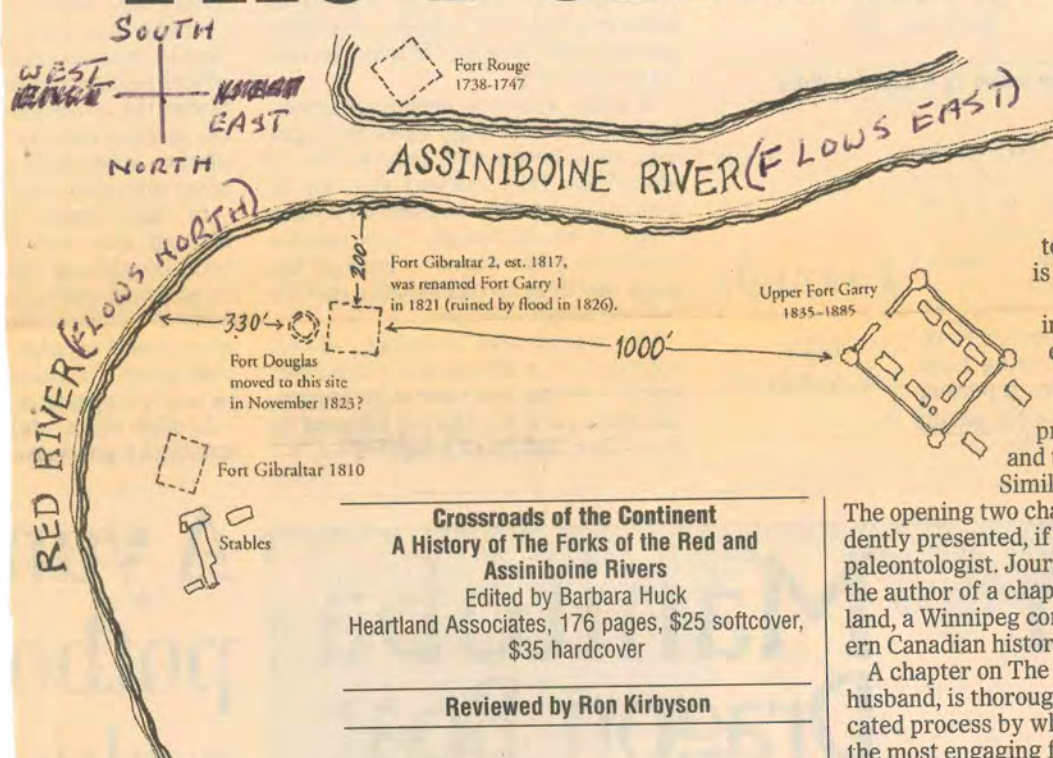 SOUTH
WEST
EAST
NORTH
Fort Rouge
1738-1747
ASSINIBOINE RIVER (FLOWS EAST)
RED RIVER (FLOWS NORTH)
200'
Fort Gibraltar 2, est. 1817,
was renamed Fort Garry 1
in 1821 (ruined by flood in 1826).
Upper Fort Garry
1835–1885
330'
1000'
Fort Douglas
moved to this site
in November 1823?
Fort Gibraltar 1810
Stables
Crossroads of the Continent
A History of The Forks of the Red and
Assiniboine Rivers
Edited by Barbara Huck
Heartland Associates, 176 pages, $25 softcover,
$35 hardcover
Reviewed by Ron Kirbyson
is
and
Simil
The opening two cha
dently presented, if
paleontologist. Jour
the author of a chap
land, a Winnipeg co
ern Canadian histor
A chapter on The
husband, is thoroug
cated process by wh
the most engaging f